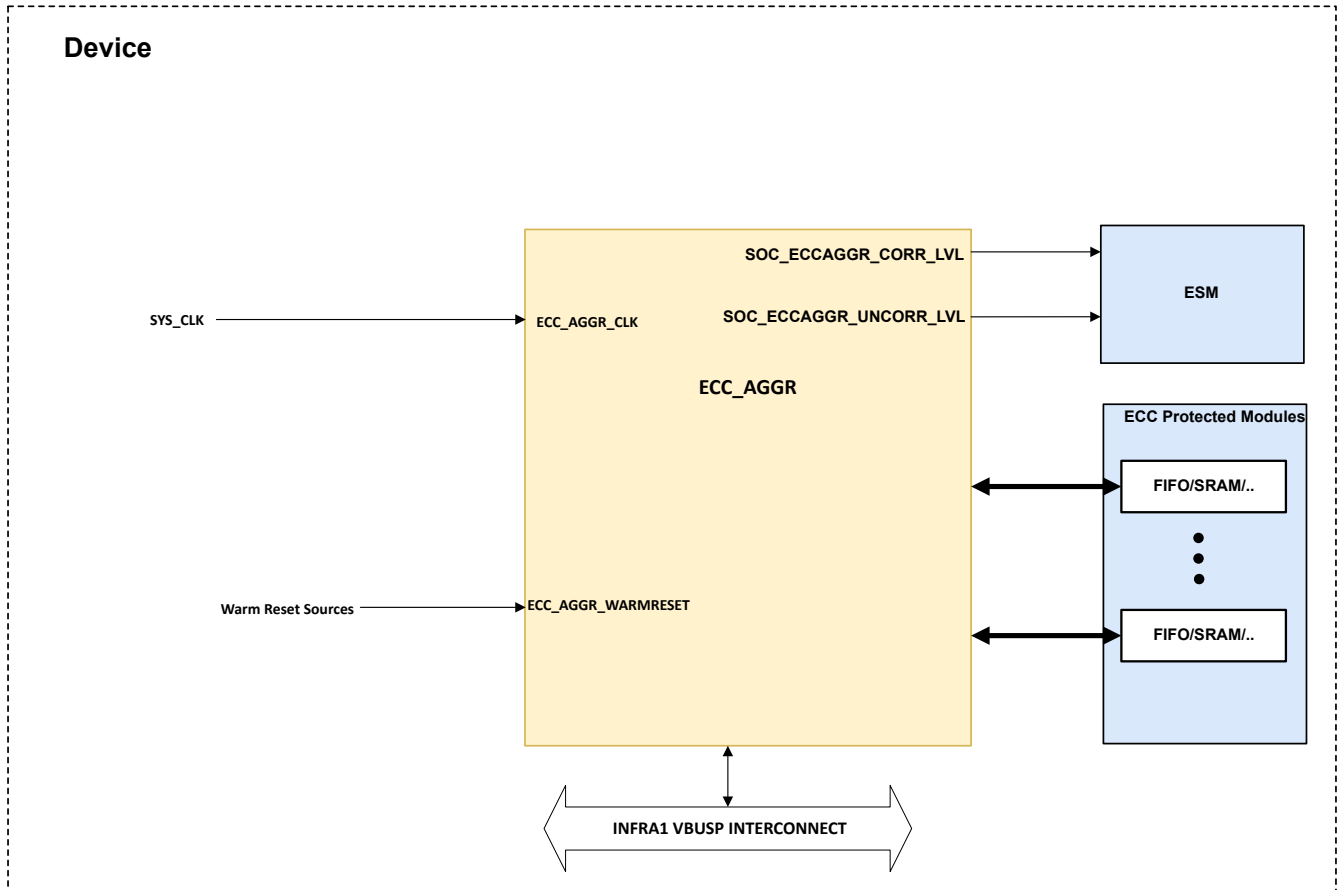 Device
SOC_ECCAGGR_CORR_LVL
ESM
SYS_CLK
ECC_AGGR_CLK
SOC_ECCAGGR_UNCORR_LVL
ECC_AGGR
ECC Protected Modules
FIFO/SRAM/..
Warm Reset Sources
ECC_AGGR_WARMRESET
FIFO/SRAM/..
INFRA1 VBUSP INTERCONNECT